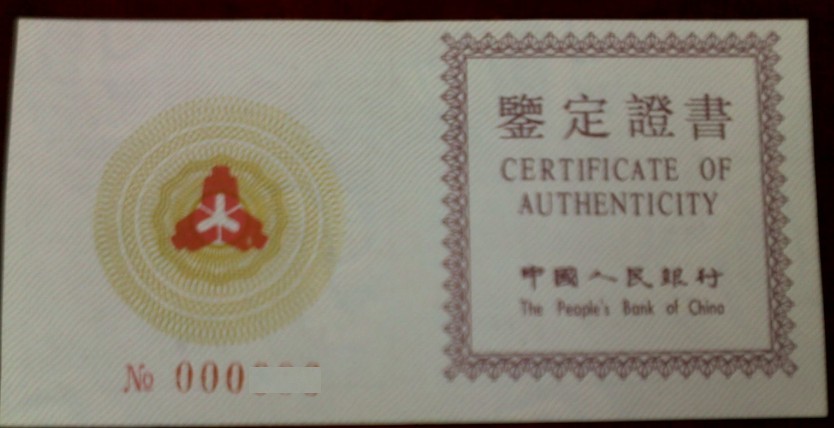 № 000
鑒定證書
CERTIFICATE OF
AUTHENTICITY
中國人民銀行
The People's Bank of China